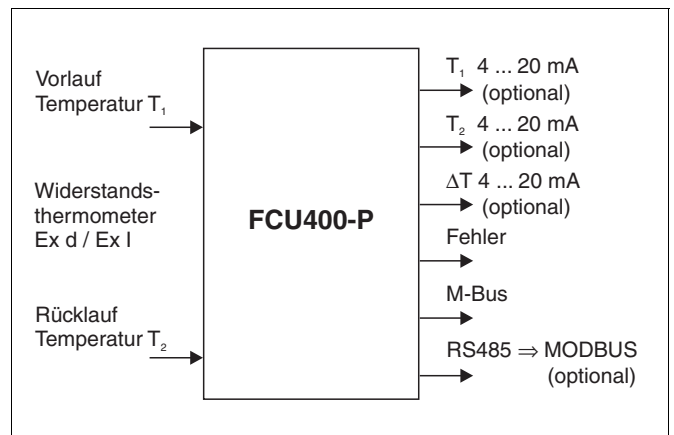 Vorlauf
Temperatur T₁
Widerstands-
thermometer
Ex d / Ex I
Rücklauf
Temperatur T₂
FCU400-P
T₁ 4 ... 20 mA
(optional)
T₂ 4 ... 20 mA
(optional)
ΔT 4 ... 20 mA
(optional)
Fehler
M-Bus
RS485 ⇒ MODBUS
(optional)